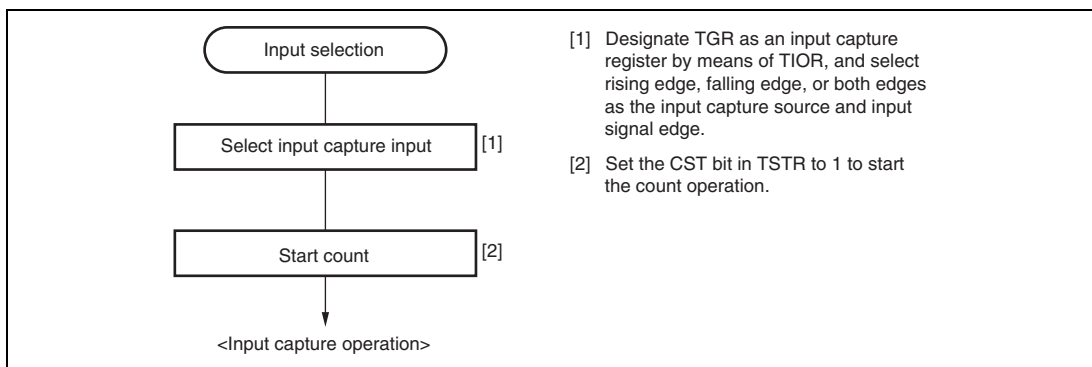 Input selection
Select input capture input
[1]
Start count
[2]
<Input capture operation>
[1] Designate TGR as an input capture
register by means of TIOR, and select
rising edge, falling edge, or both edges
as the input capture source and input
signal edge.
[2] Set the CST bit in TSTR to 1 to start
the count operation.